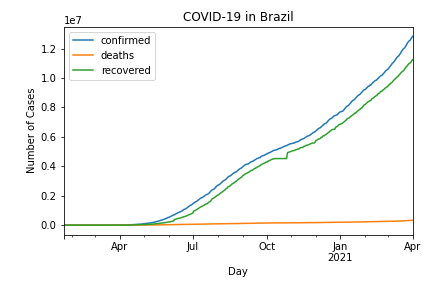 COVID-19 in Brazil
1e7
confirmed
deaths
recovered
1.2
1.0
0.8
0.6
0.4
0.2
0.0
Number of Cases
Apr
Jul
Oct
Jan
2021
Apr
Day